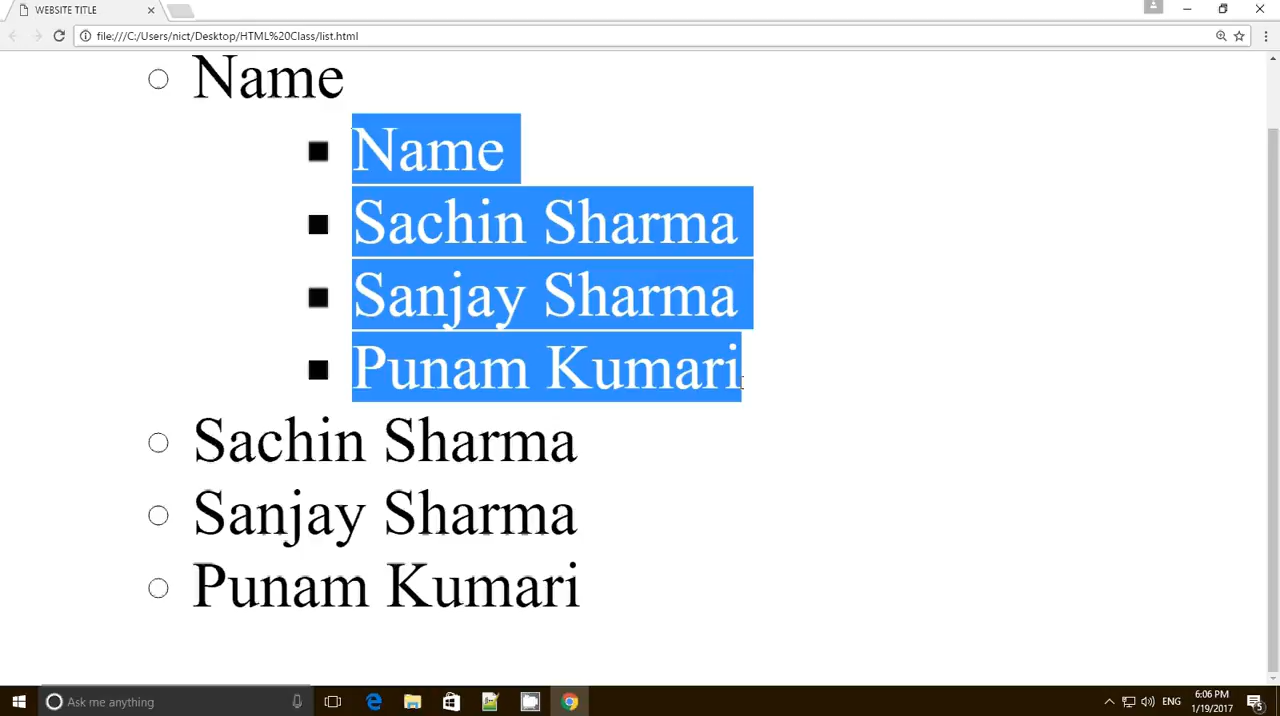 WEBSITE TITLE
file:///C:/Users/nict/Desktop/HTML%20Class/list.html
Name
Name
Sachin Sharma
Sanjay Sharma
Punam Kumari
Sachin Sharma
Sanjay Sharma
Punam Kumari
Ask me anything
ENG
6:06 PM
1/19/2017